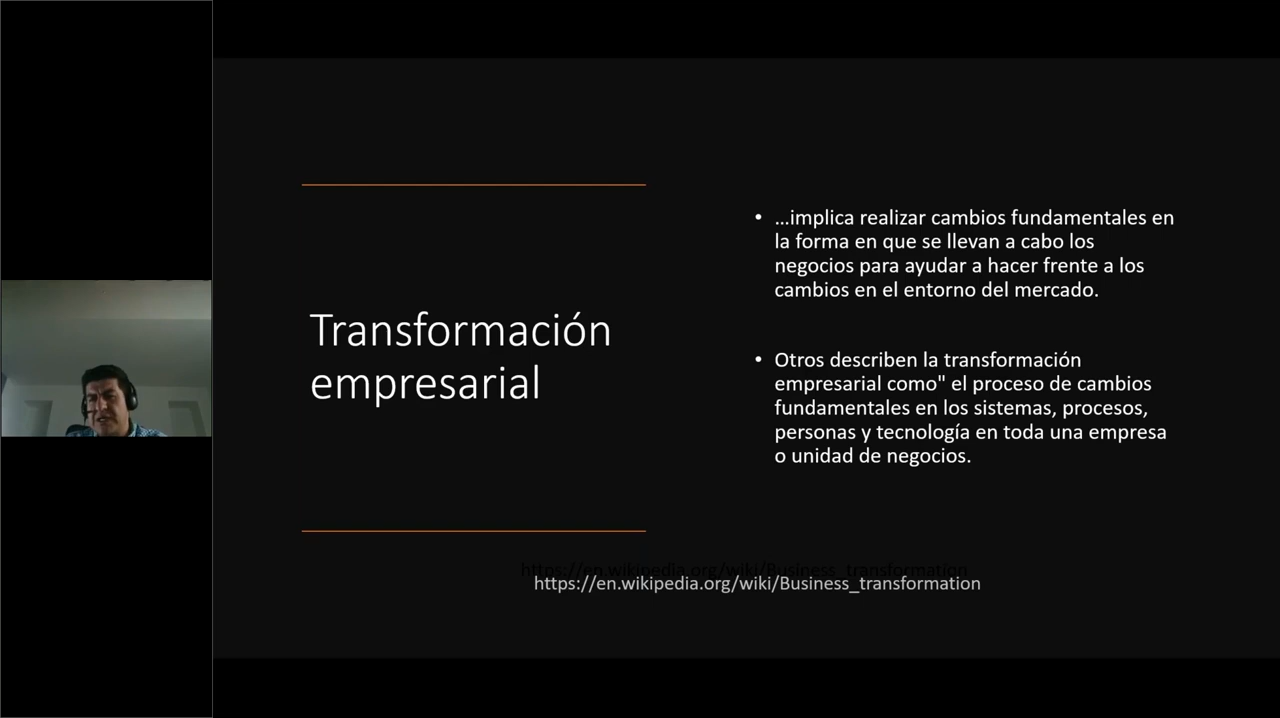 Transformación
empresarial
• ...implica realizar cambios fundamentales en
la forma en que se llevan a cabo los
negocios para ayudar a hacer frente a los
cambios en el entorno del mercado.
• Otros describen la transformación
empresarial como" el proceso de cambios
fundamentales en los sistemas, procesos,
personas y tecnología en toda una empresa
o unidad de negocios.
https://en.wikipedia.org/wiki/Business_transformation
https://en.wikipedia.org/wiki/Business_transformation